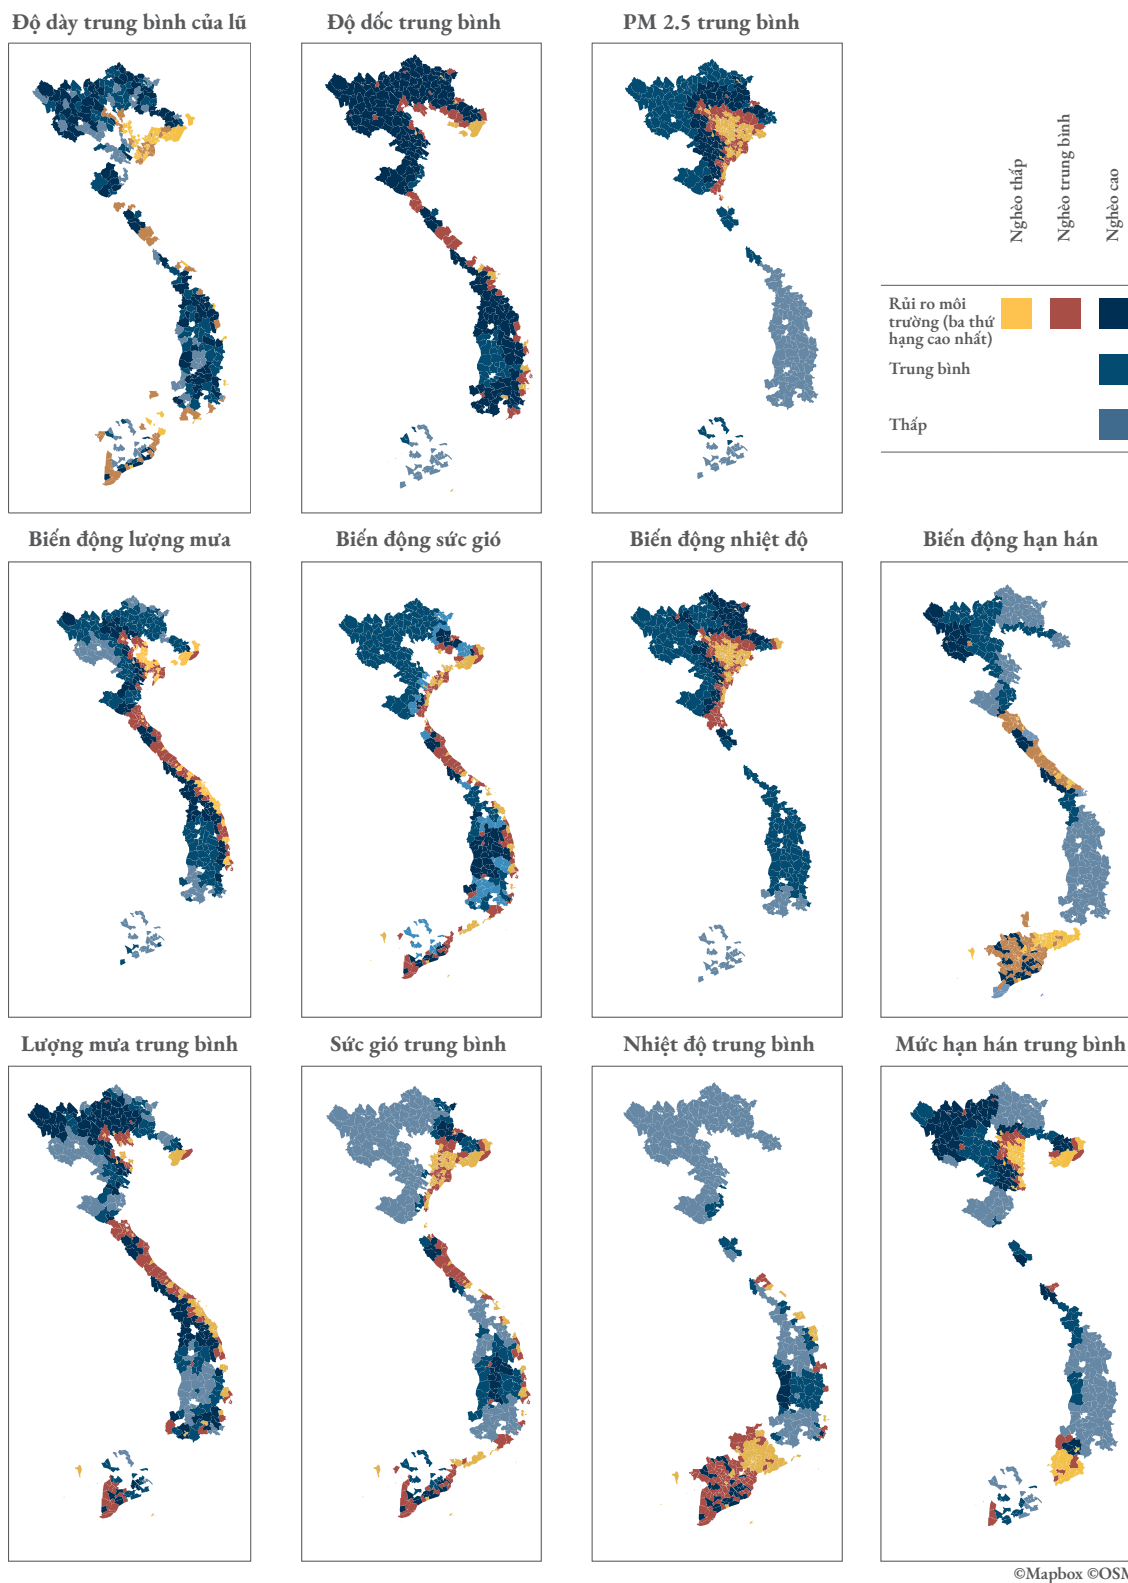 Độ dày trung bình của lũ
Độ dốc trung bình
PM 2.5 trung bình
Nghèo thấp
Nghèo trung bình
Nghèo cao
Rủi ro môi
trường (ba thứ
hạng cao nhất)
Trung bình
Thấp
Biến động lượng mưa
Biến động sức gió
Biến động nhiệt độ
Biến động hạn hán
Lượng mưa trung bình
Sức gió trung bình
Nhiệt độ trung bình
Mức hạn hán trung bình
©Mapbox ©OSM